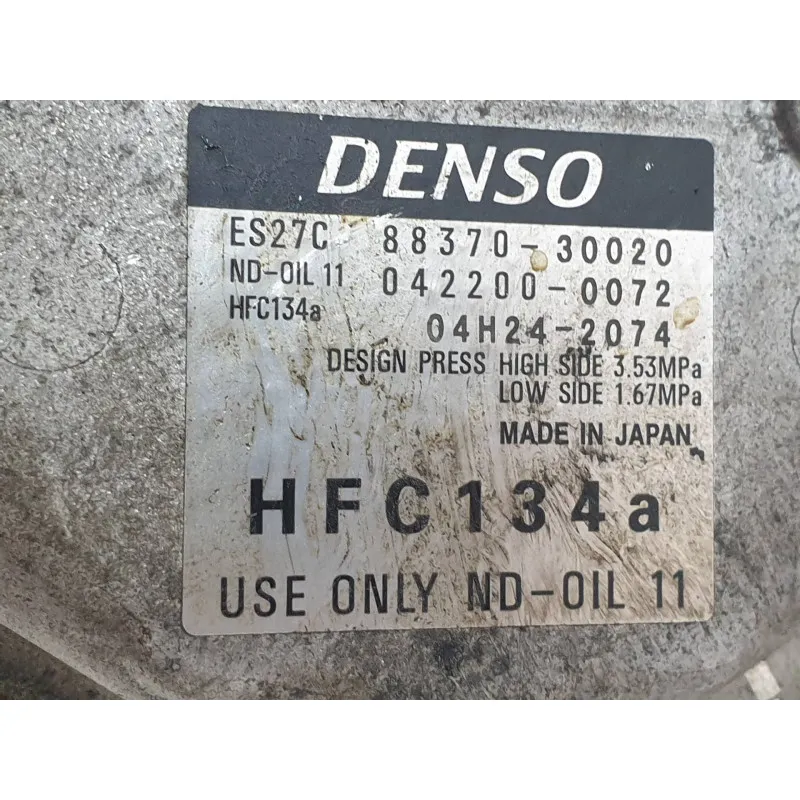 DENSO
ES27C 88370-30020
ND-OIL 11 042200-0072
HFC134a 04H24-2074
DESIGN PRESS HIGH SIDE 3.53MPa
LOW SIDE 1.67MPa
MADE IN JAPAN
HFC134a
USE ONLY ND-OIL 11